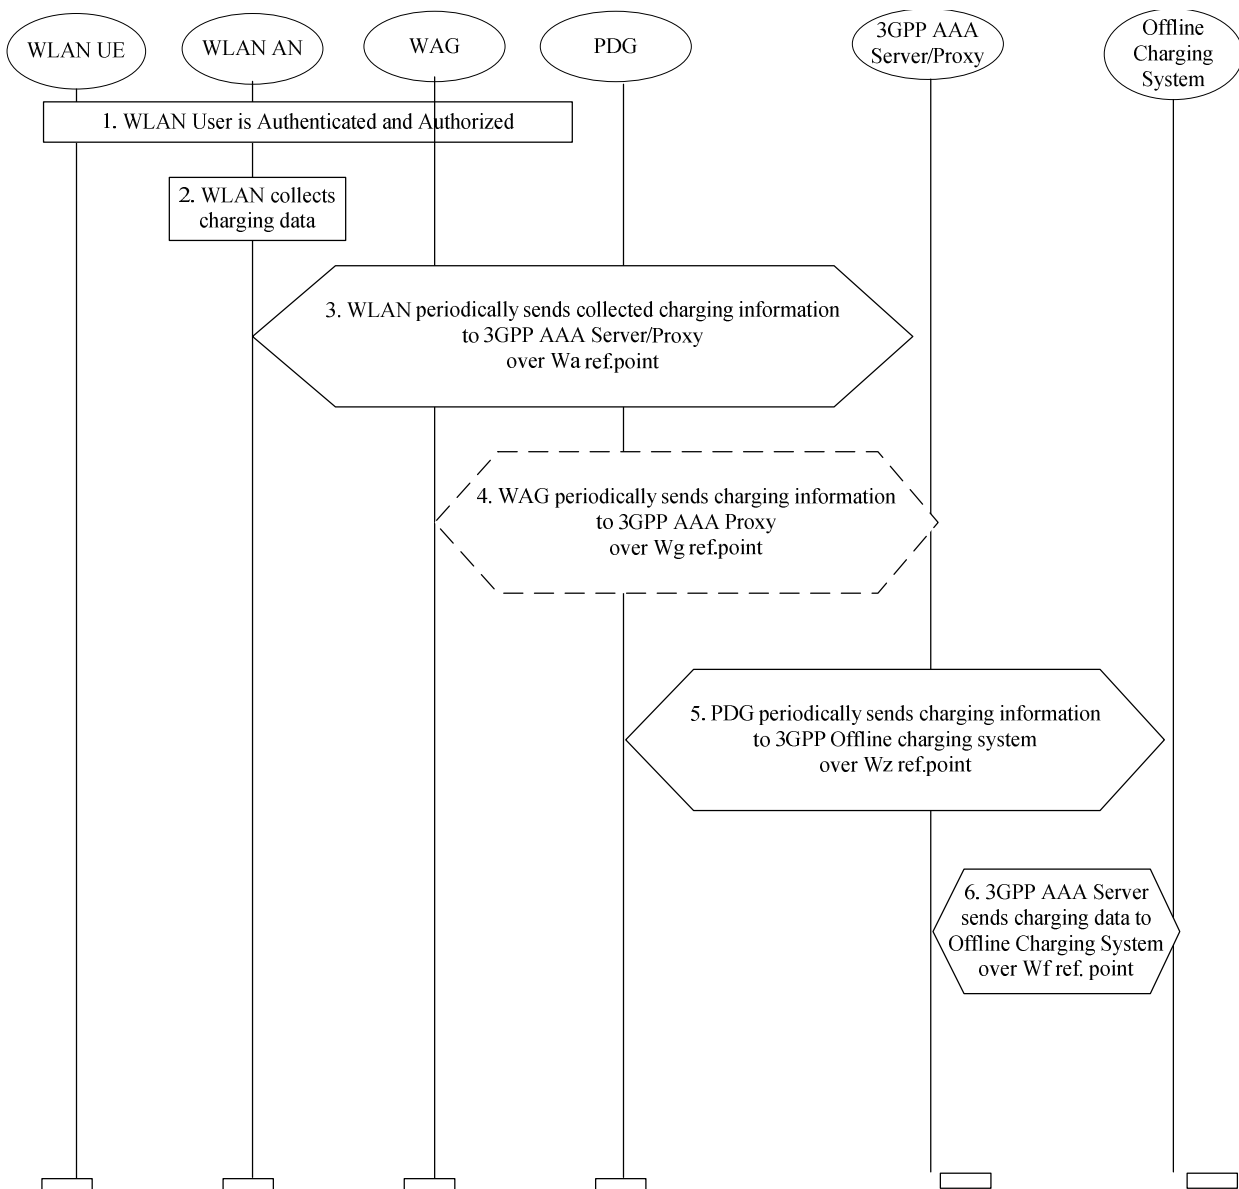 WLAN UE
WLAN AN
WAG
PDG
3GPP AAA
Server/Proxy
Offline
Charging
System
1. WLAN User is Authenticated and Authorized
2. WLAN collects
charging data
3. WLAN periodically sends collected charging information
to 3GPP AAA Server/Proxy
over Wa ref.point
4. WAG periodically sends charging information
to 3GPP AAA Proxy
over Wg ref.point
5. PDG periodically sends charging information
to 3GPP Offline charging system
over Wz ref.point
6. 3GPP AAA Server
sends charging data to
Offline Charging System
over Wf ref. point